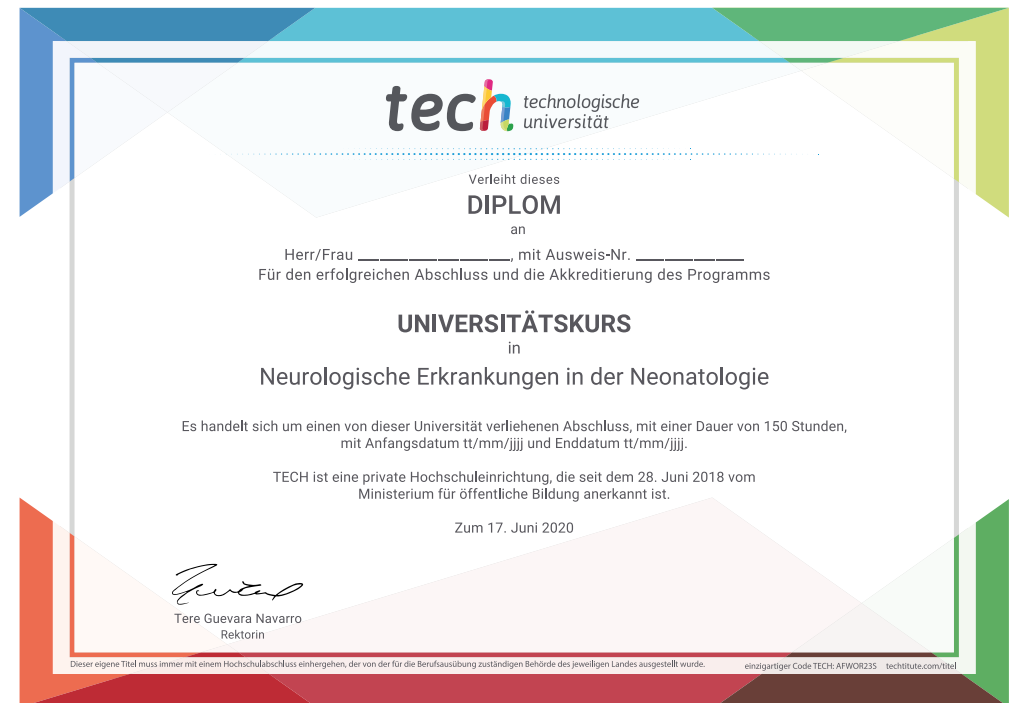 tech technologische
universität
Verleiht dieses
DIPLOM
an
Herr/Frau __________________, mit Ausweis-Nr. _____________
Für den erfolgreichen Abschluss und die Akkreditierung des Programms
UNIVERSITÄTSKURS
in
Neurologische Erkrankungen in der Neonatologie
Es handelt sich um einen von dieser Universität verliehenen Abschluss, mit einer Dauer von 150 Stunden,
mit Anfangsdatum tt/mm/jjjj und Enddatum tt/mm/jjjj.
TECH ist eine private Hochschuleinrichtung, die seit dem 28. Juni 2018 vom
Ministerium für öffentliche Bildung anerkannt ist.
Zum 17. Juni 2020
Tere Guevara Navarro
Rektorin
Dieser eigene Titel muss immer mit einem Hochschulabschluss einhergehen, der von der für die Berufsausübung zuständigen Behörde des jeweiligen Landes ausgestellt wurde. einzigartiger Code TECH: AFWOR23S techtitute.com/titel